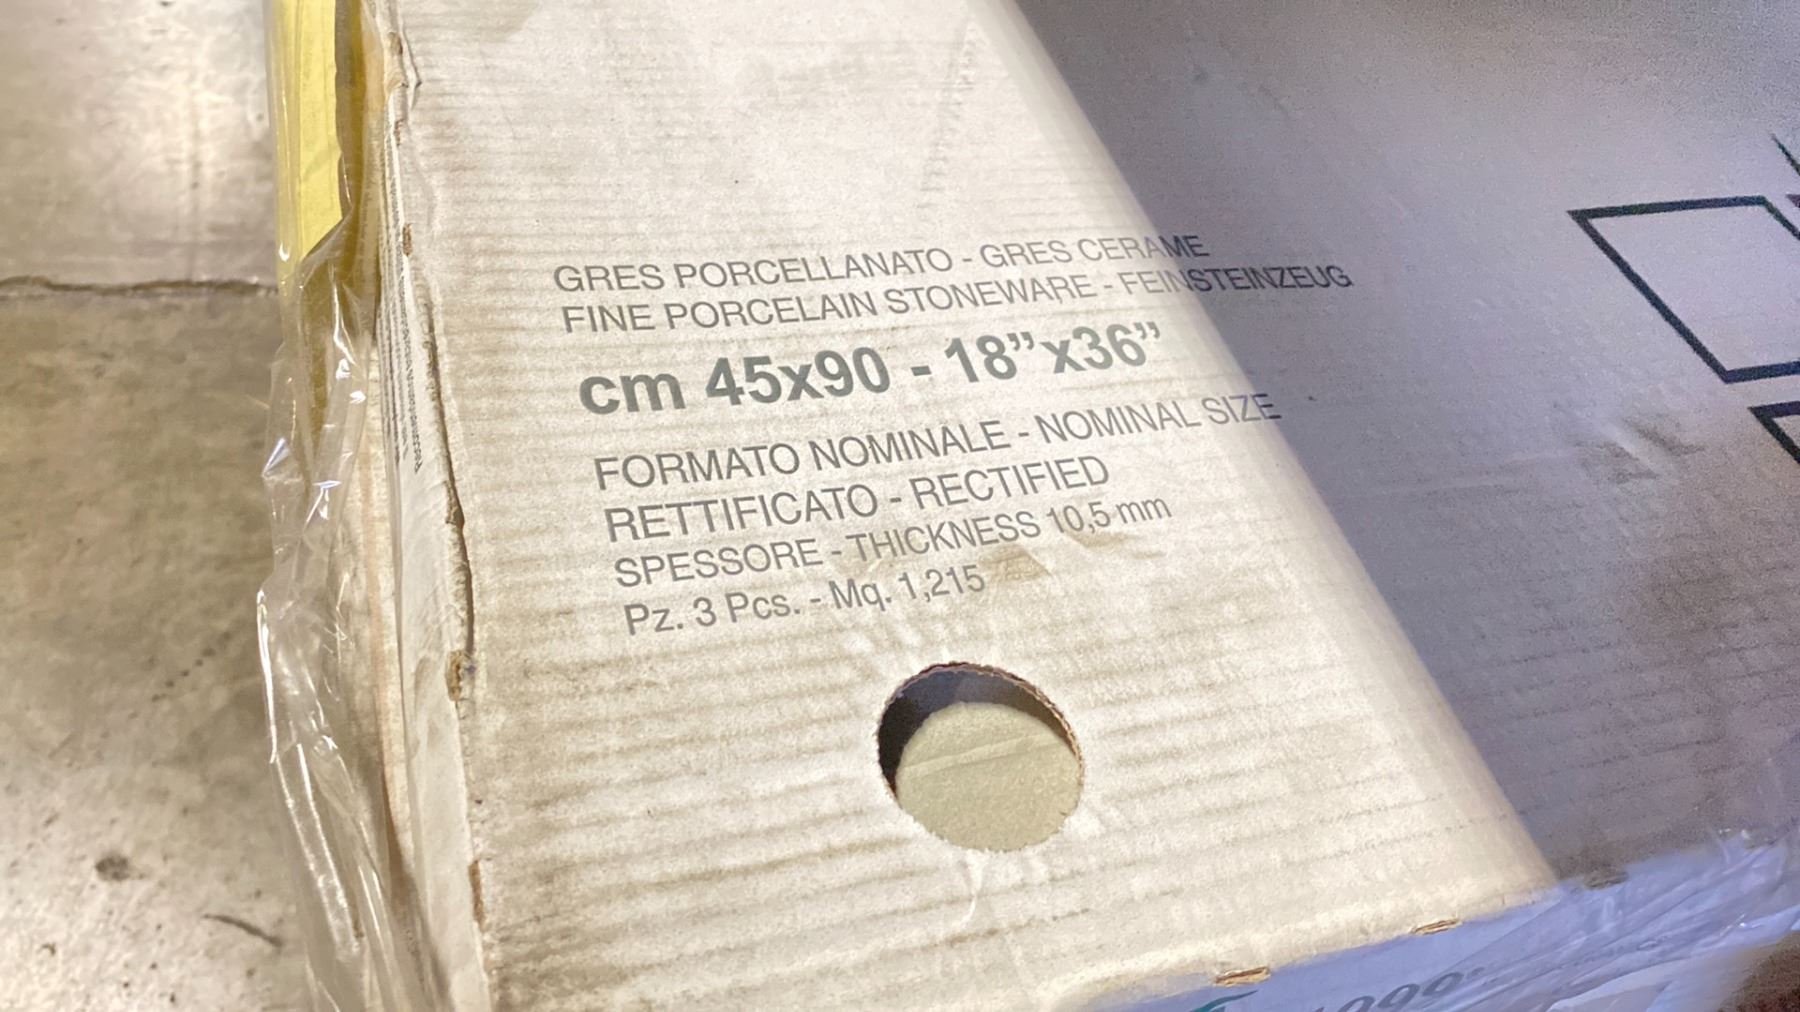 GRES PORCELLANATO - GRES CERAME
FINE PORCELAIN STONEWARE - FEINSTEINZEUG
cm 45x90 - 18”x36”
FORMATO NOMINALE - NOMINAL SIZE
RETTIFICATO - RECTIFIED
SPESSORE - THICKNESS 10,5 mm
Pz. 3 Pcs. - Mq. 1,215